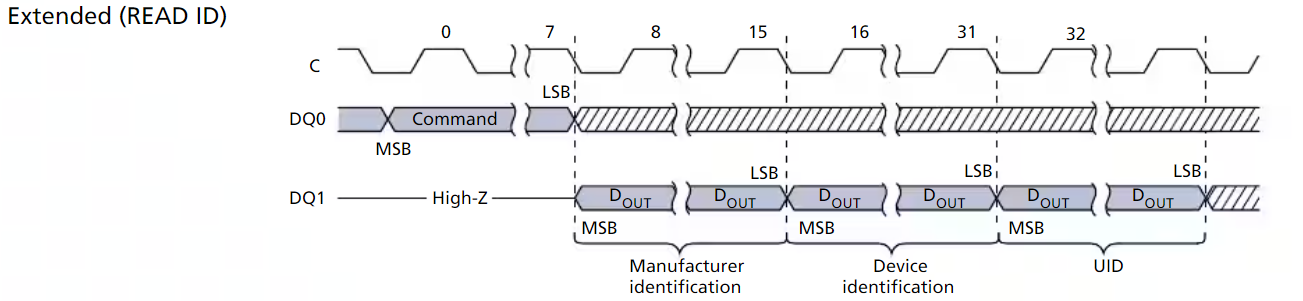 Extended (READ ID)
0 7 8 15 16 31 32
C
LSB
DQ0 Command
MSB
LSB LSB LSB
DQ1 High-Z DOUT DOUT DOUT DOUT DOUT DOUT
MSB MSB MSB
Manufacturer identification
Device identification
UID